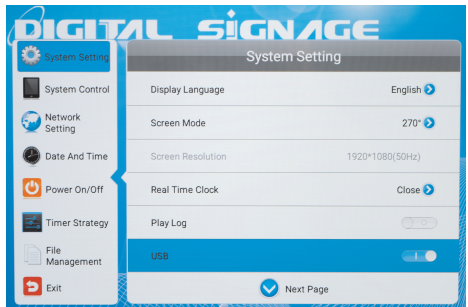 DIGITAL SIGNAGE
System Setting
System Setting
System Control
Display Language
English
Network
Setting
Screen Mode
270°
Date And Time
Screen Resolution
1920*1080(50Hz)
Power On/Off
Real Time Clock
Close
Timer Strategy
Play Log
File
Management
USB
Exit
Next Page